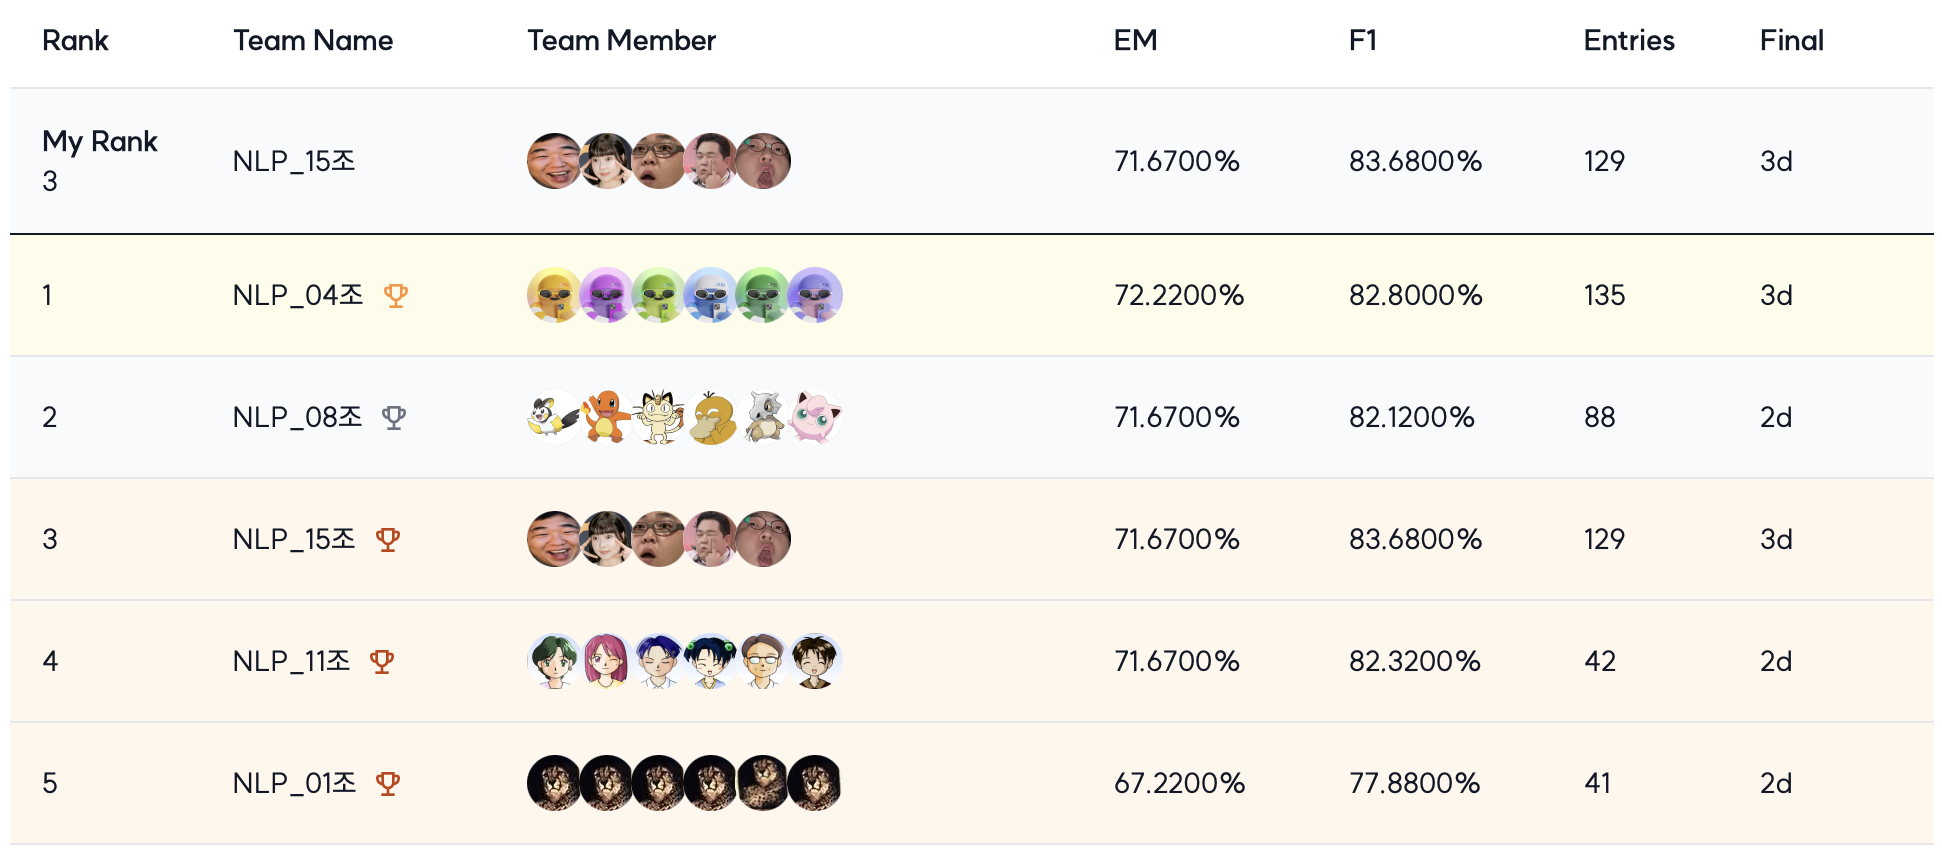 Rank Team Name Team Member EM F1 Entries Final
My Rank
3 NLP_15조 71.6700% 83.6800% 129 3d
1 NLP_04조 72.2200% 82.8000% 135 3d
2 NLP_08조 71.6700% 82.1200% 88 2d
3 NLP_15조 71.6700% 83.6800% 129 3d
4 NLP_11조 71.6700% 82.3200% 42 2d
5 NLP_01조 67.2200% 77.8800% 41 2d